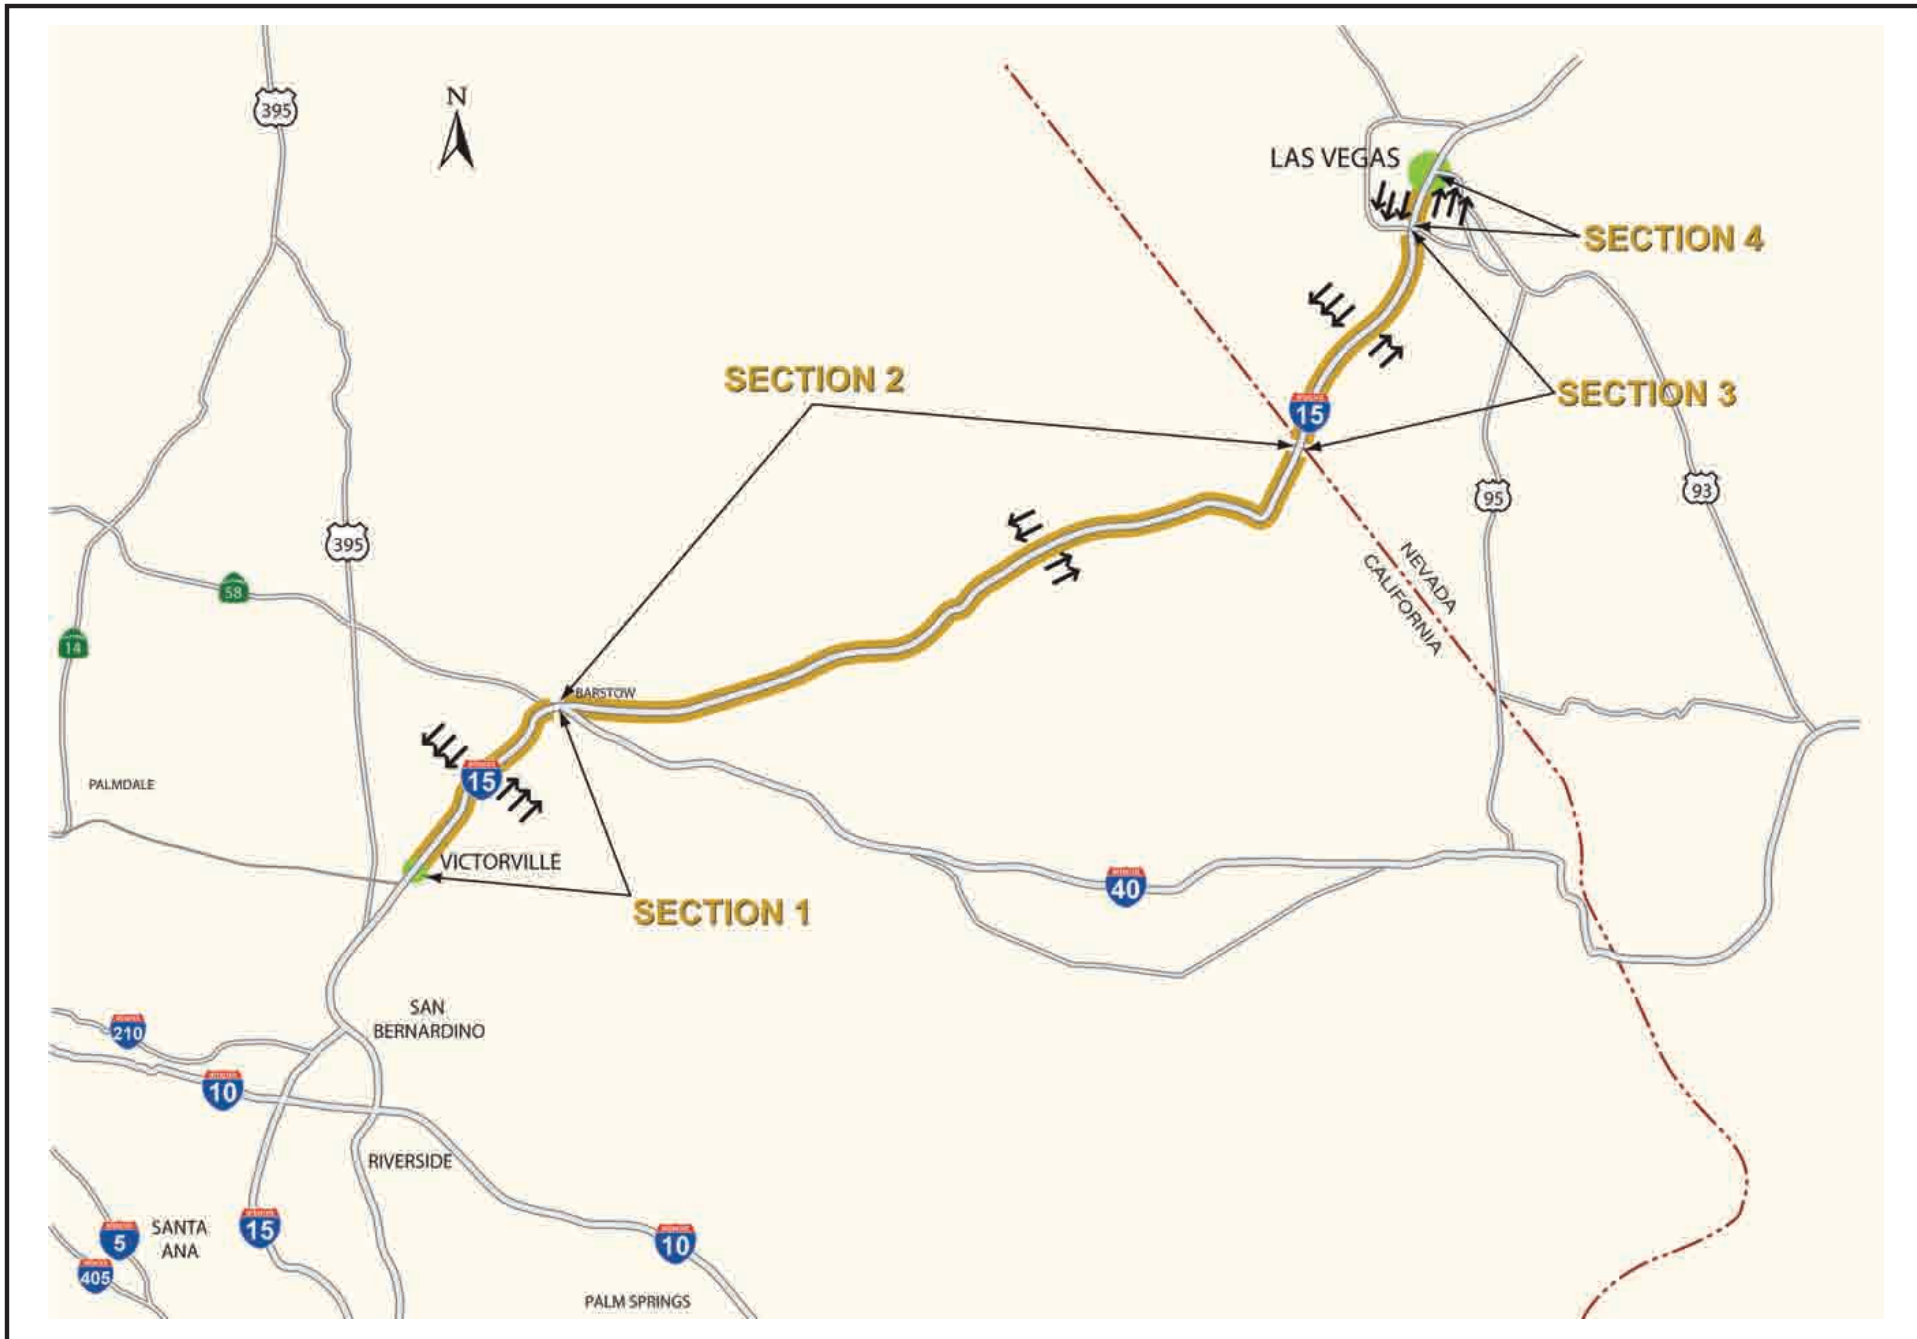 395
N
LAS VEGAS
SECTION 4
SECTION 2
15
SECTION 3
95
93
395
NEVADA
CALIFORNIA
58
14
BARSTOW
15
PALMDALE
VICTORVILLE
40
SECTION 1
SAN
BERNARDINO
210
10
RIVERSIDE
SANTA
ANA
5
15
10
405
PALM SPRINGS